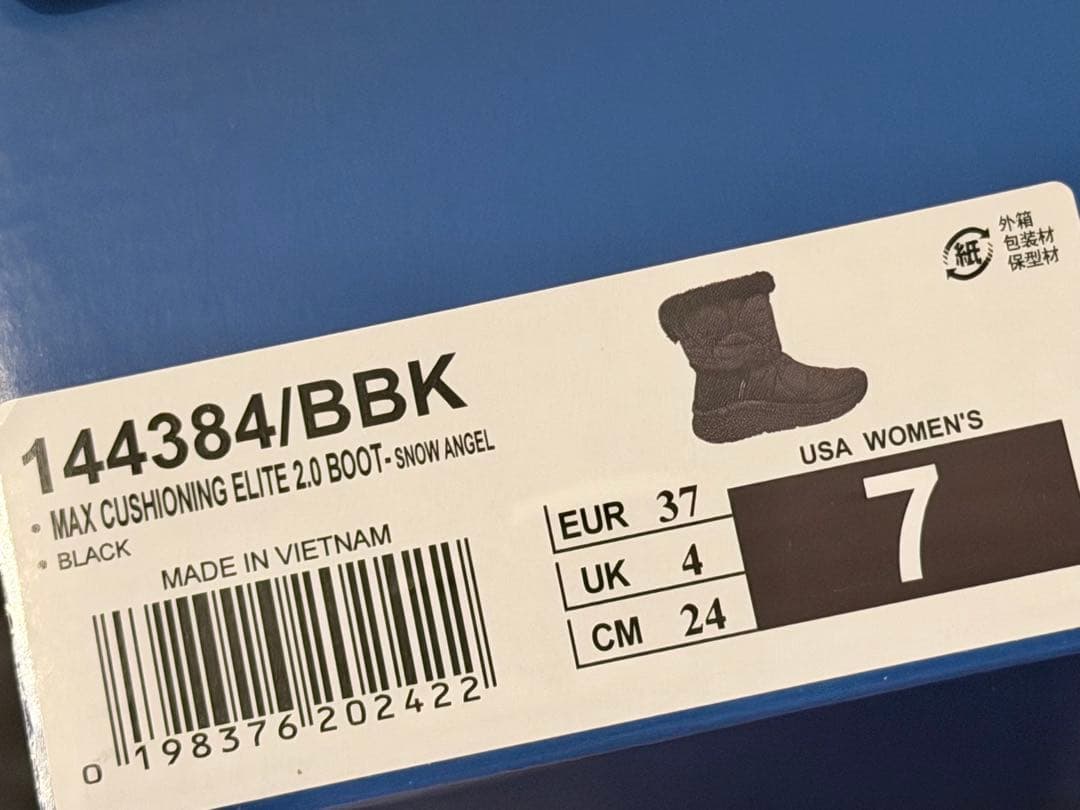 紙
外箱
包装材
保型材
144384/BBK
• MAX CUSHIONING ELITE 2.0 BOOT-SNOW ANGEL
• BLACK
MADE IN VIETNAM
0 198376 202422
USA WOMEN'S
7
EUR 37
UK 4
CM 24